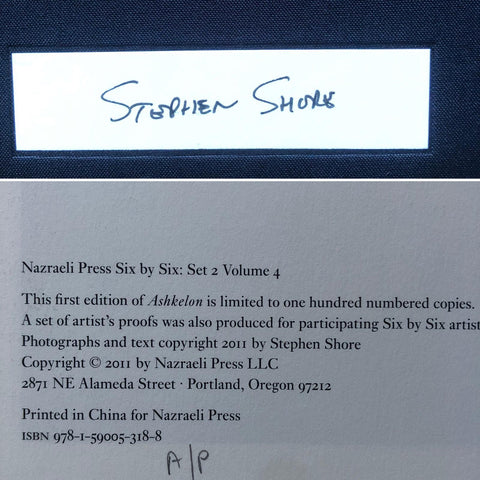 STEPHEN SHORE
Nazraeli Press Six by Six: Set 2 Volume 4
This first edition of Ashkelon is limited to one hundred numbered copies.
A set of artist's proofs was also produced for participating Six by Six artist
Photographs and text copyright 2011 by Stephen Shore
Copyright © 2011 by Nazraeli Press LLC
2871 NE Alameda Street · Portland, Oregon 97212
Printed in China for Nazraeli Press
ISBN 978-1-59005-318-8
A/P